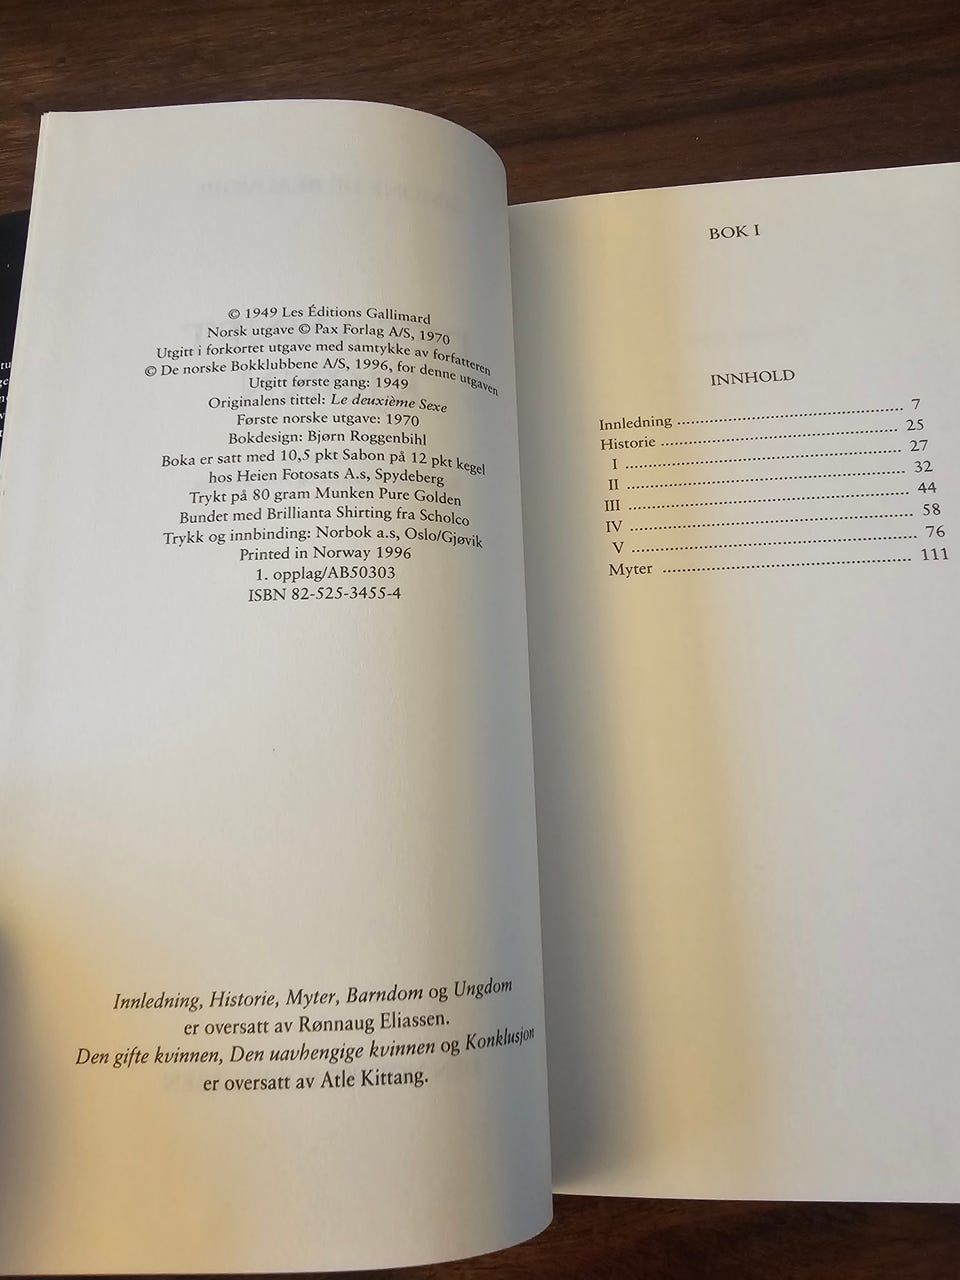 © 1949 Les Éditions Gallimard
Norsk utgave © Pax Forlag A/S, 1970
Utgitt i forkortet utgave med samtykke av forfatteren
© De norske Bokklubbene A/S, 1996, for denne utgaven
Utgitt første gang: 1949
Originalens tittel: Le deuxième Sexe
Første norske utgave: 1970
Bokdesign: Bjørn Roggenbihl
Boka er satt med 10,5 pkt Sabon på 12 pkt kegel
hos Heien Fotosats A.s, Spydeberg
Trykt på 80 gram Munken Pure Golden
Bundet med Brillianta Shirting fra Scholco
Trykk og innbinding: Norbok a.s, Oslo/Gjøvik
Printed in Norway 1996
1. opplag/AB50303
ISBN 82-525-3455-4
Innledning, Historie, Myter, Barndom og Ungdom
er oversatt av Rønnaug Eliassen.
Den gifte kvinnen, Den uavhengige kvinnen og Konklusjon
er oversatt av Atle Kittang.
BOK I
INNHOLD
Innledning ........ 7
Historie ........ 25
I ........ 27
II ........ 32
III ........ 44
IV ........ 58
V ........ 76
Myter ........ 111